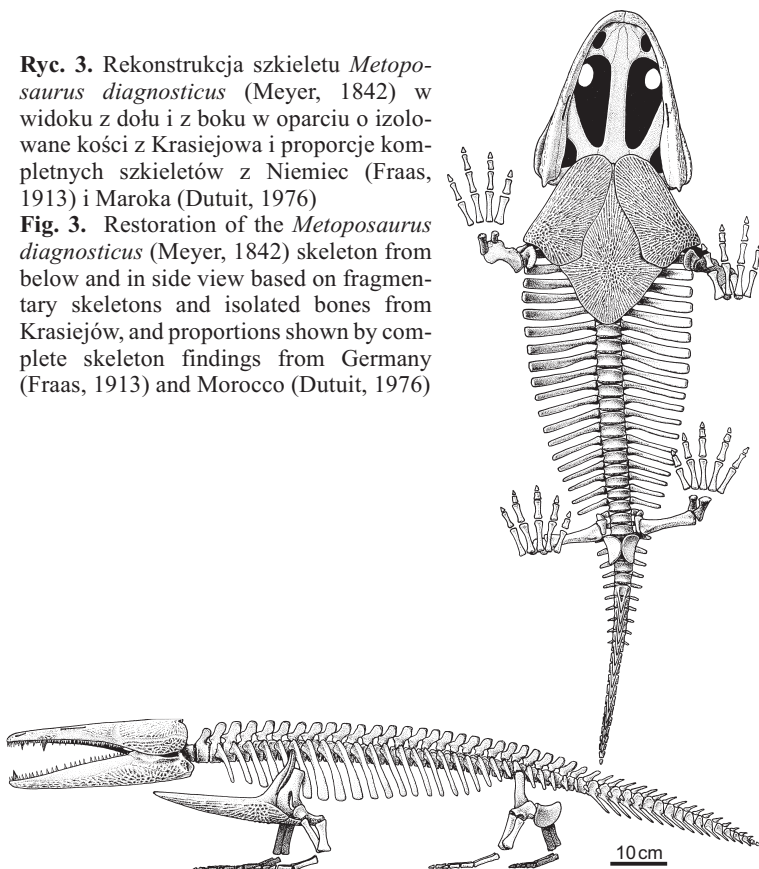 Ryc. 3. Rekonstrukcja szkieletu Metopo-
saurus diagnosticus (Meyer, 1842) w
widoku z dołu i z boku w oparciu o izolo-
wane kości z Krasiejowa i proporcje kom-
pletnych szkieletów z Niemiec (Fraas,
1913) i Maroka (Dutuit, 1976)
Fig. 3. Restoration of the Metoposaurus
diagnosticus (Meyer, 1842) skeleton from
below and in side view based on fragmen-
tary skeletons and isolated bones from
Krasiejów, and proportions shown by com-
plete skeleton findings from Germany
(Fraas, 1913) and Morocco (Dutuit, 1976)
10 cm